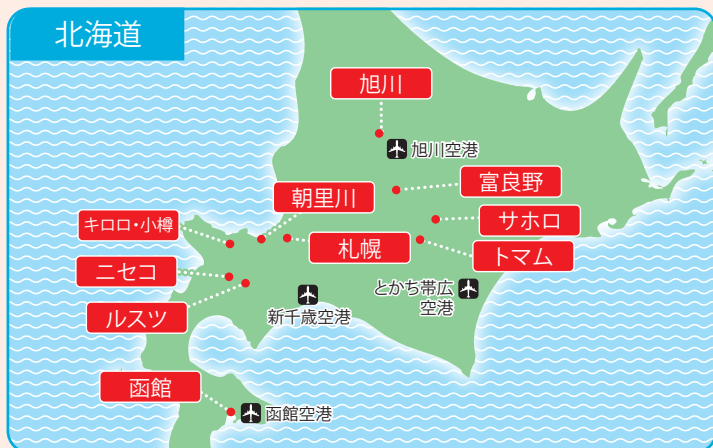 北海道
旭川
旭川空港
富良野
朝里川
サホロ
キロロ・小樽
札幌
トマム
ニセコ
とかち帯広
空港
ルスツ
新千歳空港
函館
函館空港